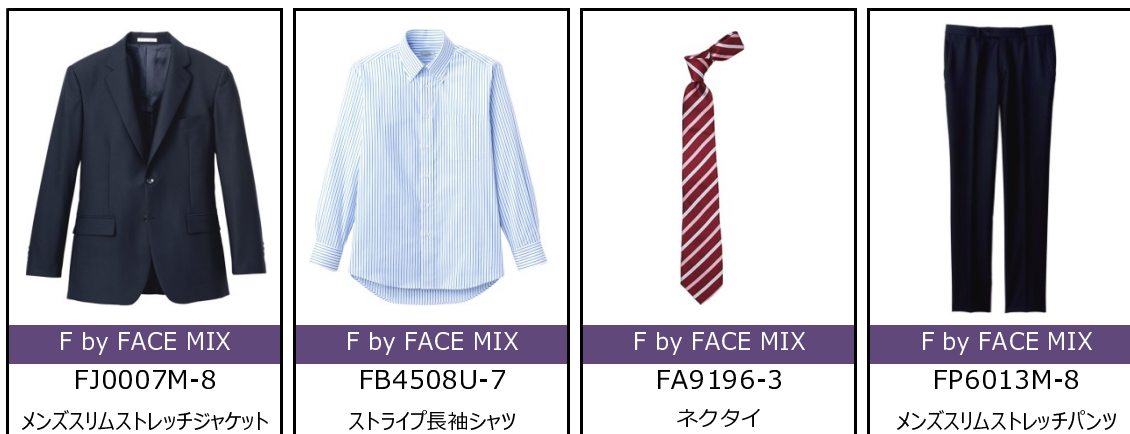 F by FACE MIX
FJ0007M-8
メンズスリムストレッチジャケット
F by FACE MIX
FB4508U-7
ストライプ長袖シャツ
F by FACE MIX
FA9196-3
ネクタイ
F by FACE MIX
FP6013M-8
メンズスリムストレッチパンツ